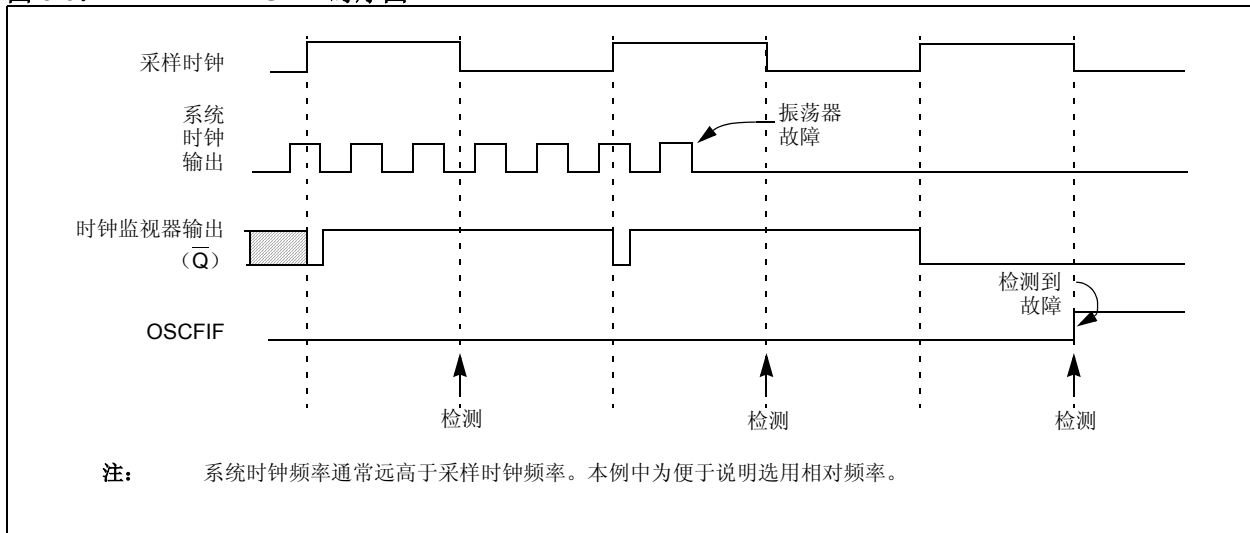 采样时钟
系统
时钟
输出
振荡器
故障
时钟监视器输出
（Q̅）
检测到
故障
OSCFIF
检测
检测
检测
注： 系统时钟频率通常远高于采样时钟频率。本例中为便于说明选用相对频率。